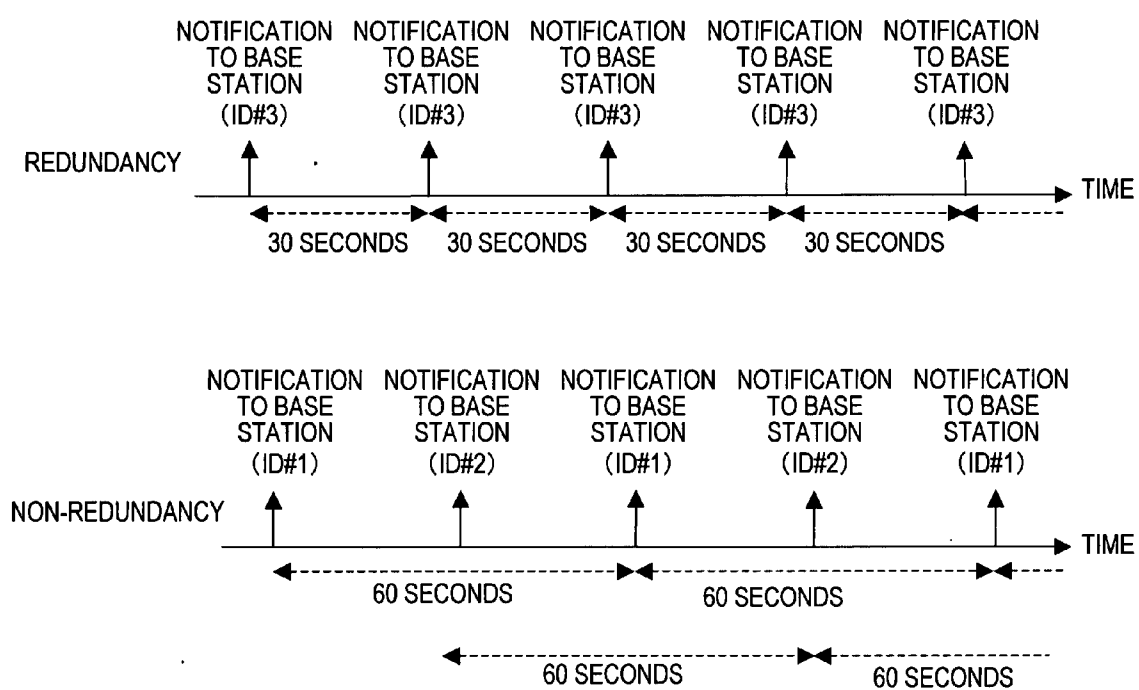 NOTIFICATION NOTIFICATION NOTIFICATION NOTIFICATION NOTIFICATION
TO BASE TO BASE TO BASE TO BASE TO BASE
STATION STATION STATION STATION STATION
(ID#3) (ID#3) (ID#3) (ID#3) (ID#3)
REDUNDANCY
TIME
30 SECONDS 30 SECONDS 30 SECONDS 30 SECONDS
NOTIFICATION NOTIFICATION NOTIFICATION NOTIFICATION NOTIFICATION
TO BASE TO BASE TO BASE TO BASE TO BASE
STATION STATION STATION STATION STATION
(ID#1) (ID#2) (ID#1) (ID#2) (ID#1)
NON-REDUNDANCY
TIME
60 SECONDS 60 SECONDS
60 SECONDS 60 SECONDS